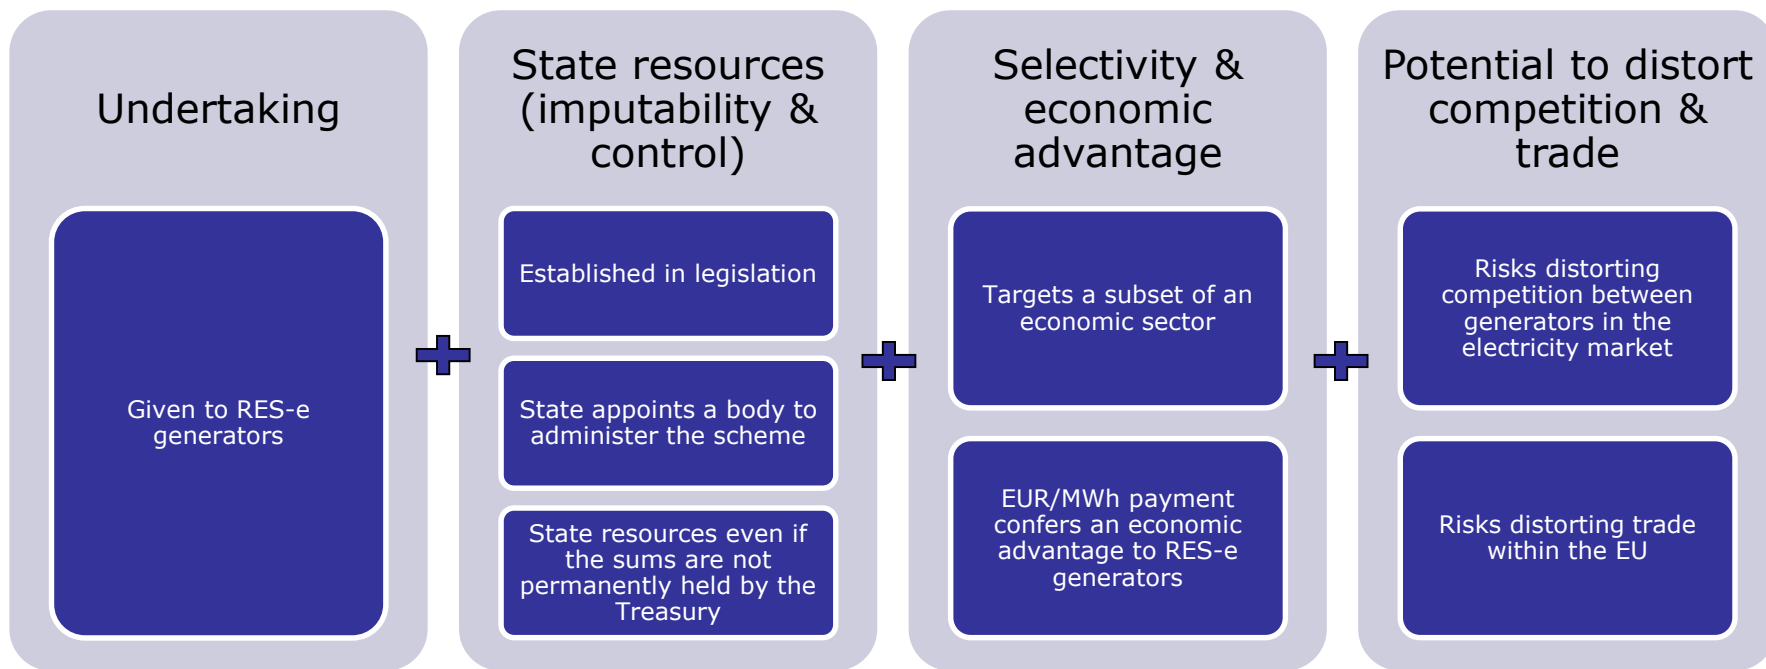 Undertaking
Given to RES-e
generators
State resources
(imputability &
control)
Established in legislation
State appoints a body to
administer the scheme
State resources even if
the sums are not
permanently held by the
Treasury
Selectivity &
economic
advantage
Targets a subset of an
economic sector
EUR/MWh payment
confers an economic
advantage to RES-e
generators
Potential to distort
competition &
trade
Risks distorting
competition between
generators in the
electricity market
Risks distorting trade
within the EU